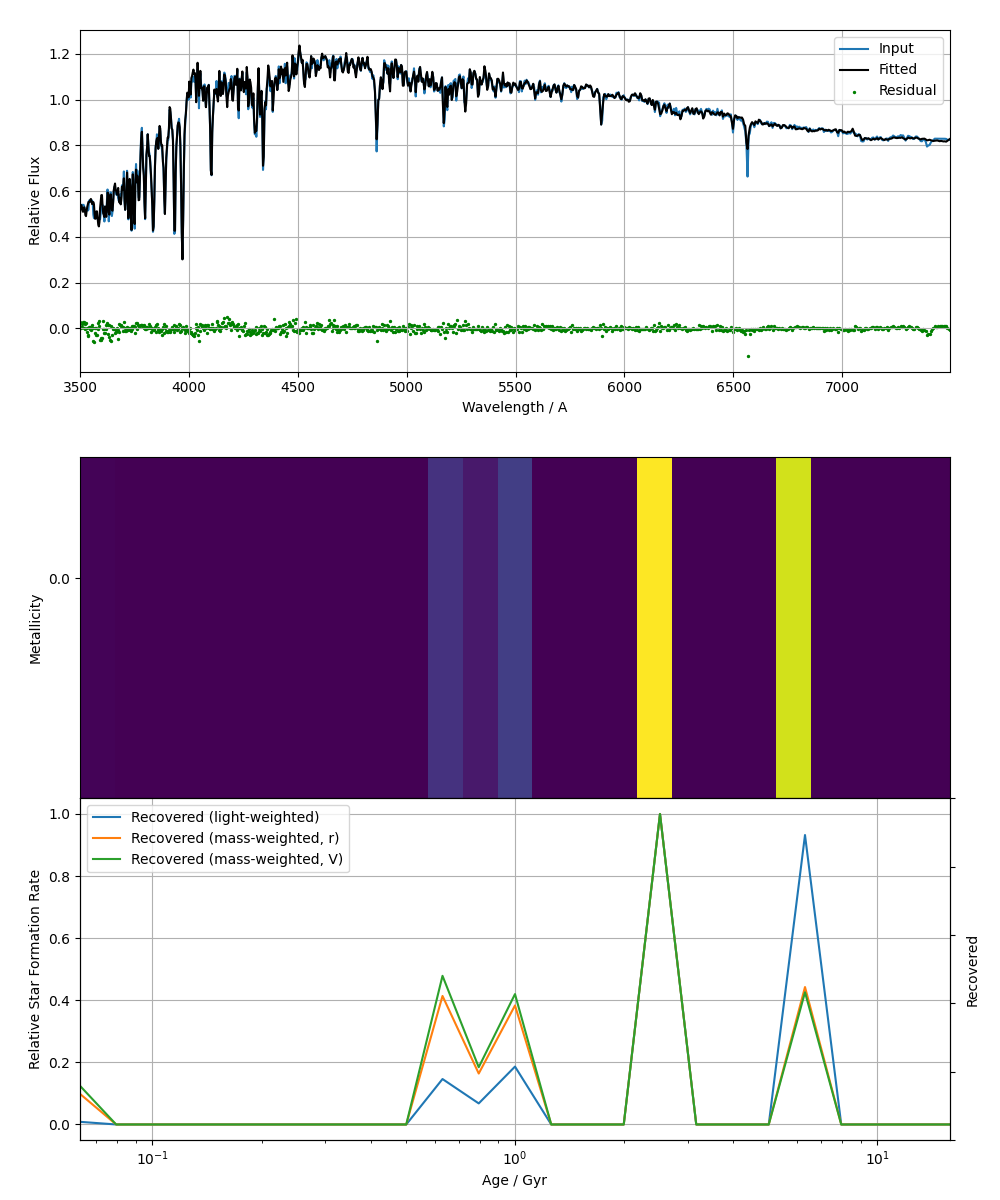 1.2
1.0
0.8
0.6
0.4
0.2
0.0
Relative Flux
Input
Fitted
Residual
3500 4000 4500 5000 5500 6000 6500 7000
Wavelength / A
0.0
Metallicity
1.0
0.8
0.6
0.4
0.2
0.0
Relative Star Formation Rate
Recovered (light-weighted)
Recovered (mass-weighted, r)
Recovered (mass-weighted, V)
Recovered
10⁻¹ 10⁰ 10¹
Age / Gyr